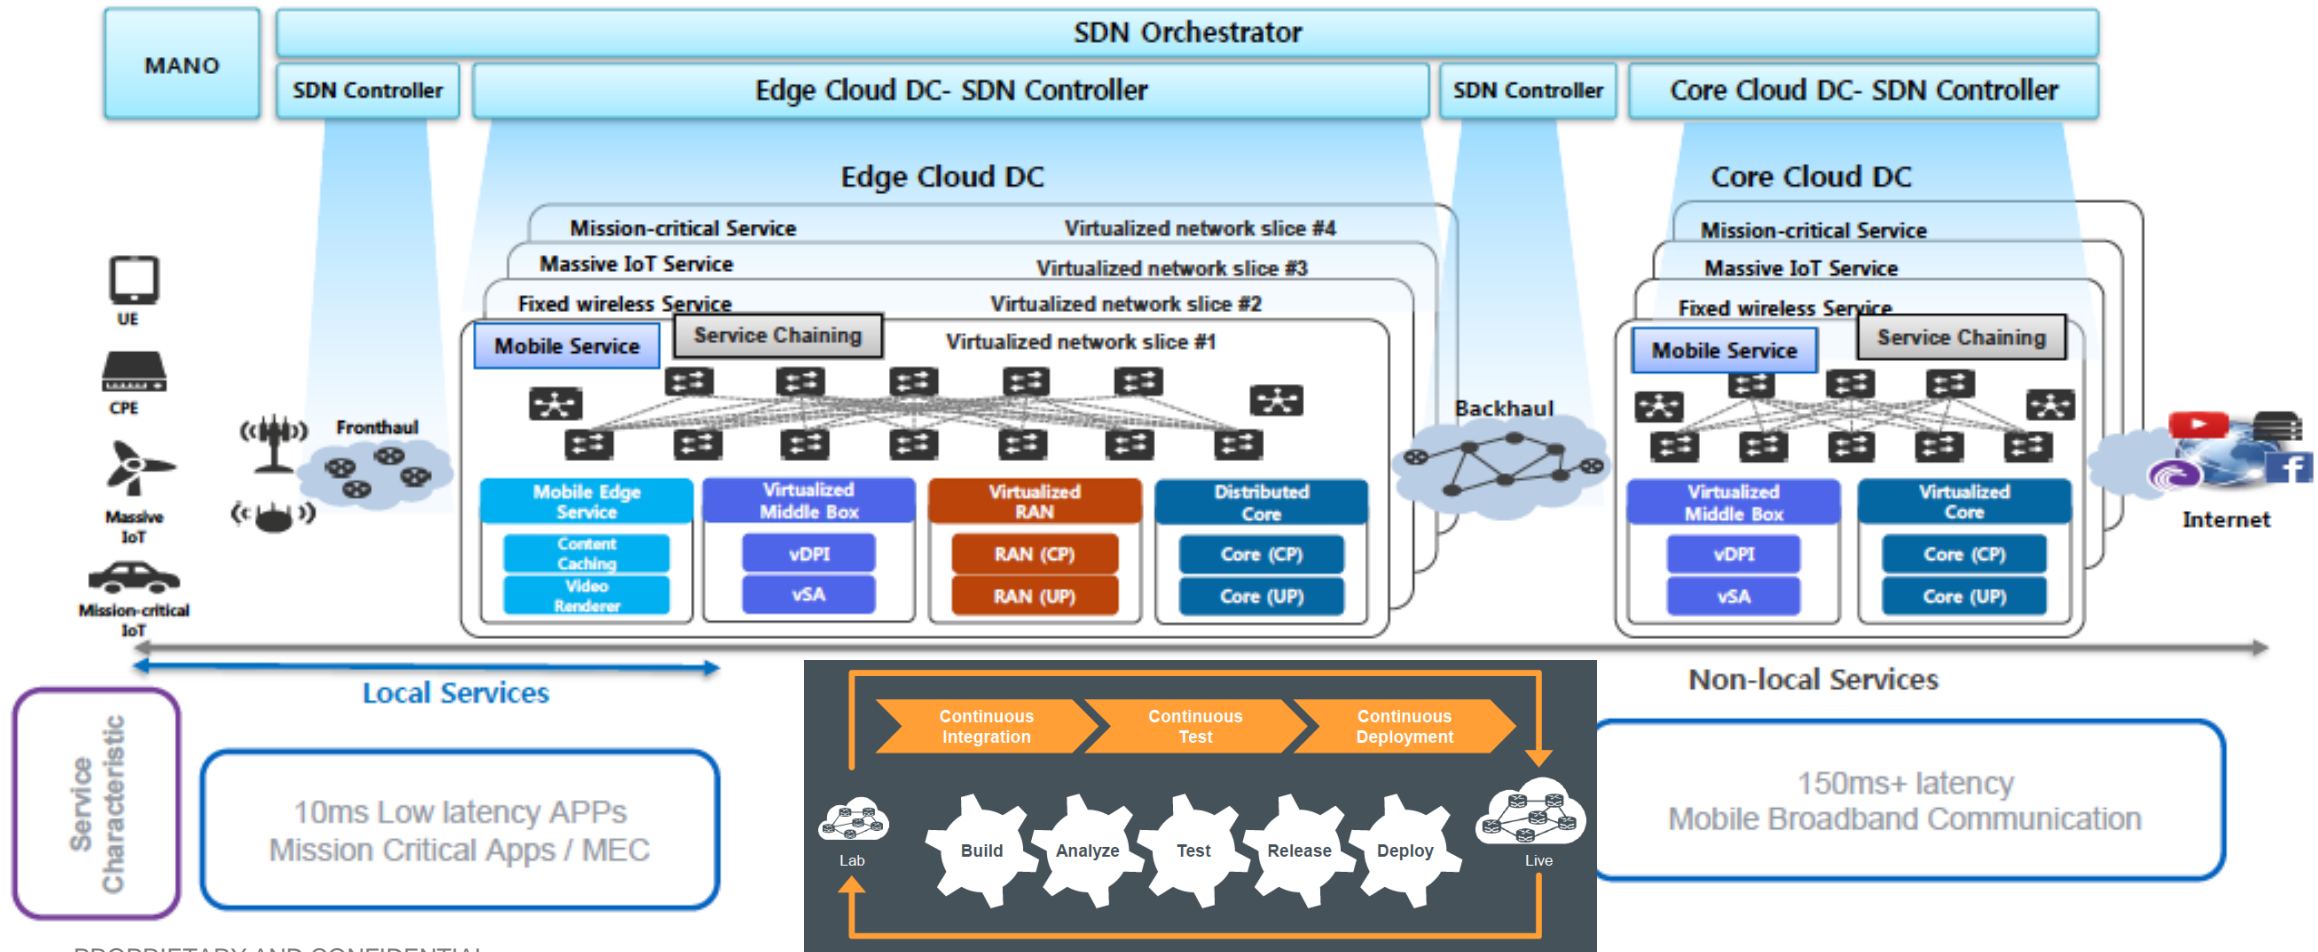 MANO
SDN Orchestrator
SDN Controller
Edge Cloud DC- SDN Controller
SDN Controller
Core Cloud DC- SDN Controller
Edge Cloud DC
Core Cloud DC
Mission-critical Service
Virtualized network slice #4
Massive IoT Service
Virtualized network slice #3
Fixed wireless Service
Virtualized network slice #2
Mobile Service
Service Chaining
Virtualized network slice #1
Mission-critical Service
Massive IoT Service
Fixed wireless Service
Mobile Service
Service Chaining
UE
CPE
Massive
IoT
Mission-critical
IoT
Fronthaul
Backhaul
Internet
Mobile Edge
Service
Content
Caching
Video
Renderer
Virtualized
Middle Box
vDPI
vSA
Virtualized
RAN
RAN (CP)
RAN (UP)
Distributed
Core
Core (CP)
Core (UP)
Virtualized
Middle Box
vDPI
vSA
Virtualized
Core
Core (CP)
Core (UP)
Local Services
Non-local Services
Service
Characteristic
10ms Low latency APPs
Mission Critical Apps / MEC
Continuous
Integration
Continuous
Test
Continuous
Deployment
Lab
Build
Analyze
Test
Release
Deploy
Live
150ms+ latency
Mobile Broadband Communication
PROPRIETARY AND CONFIDENTIAL